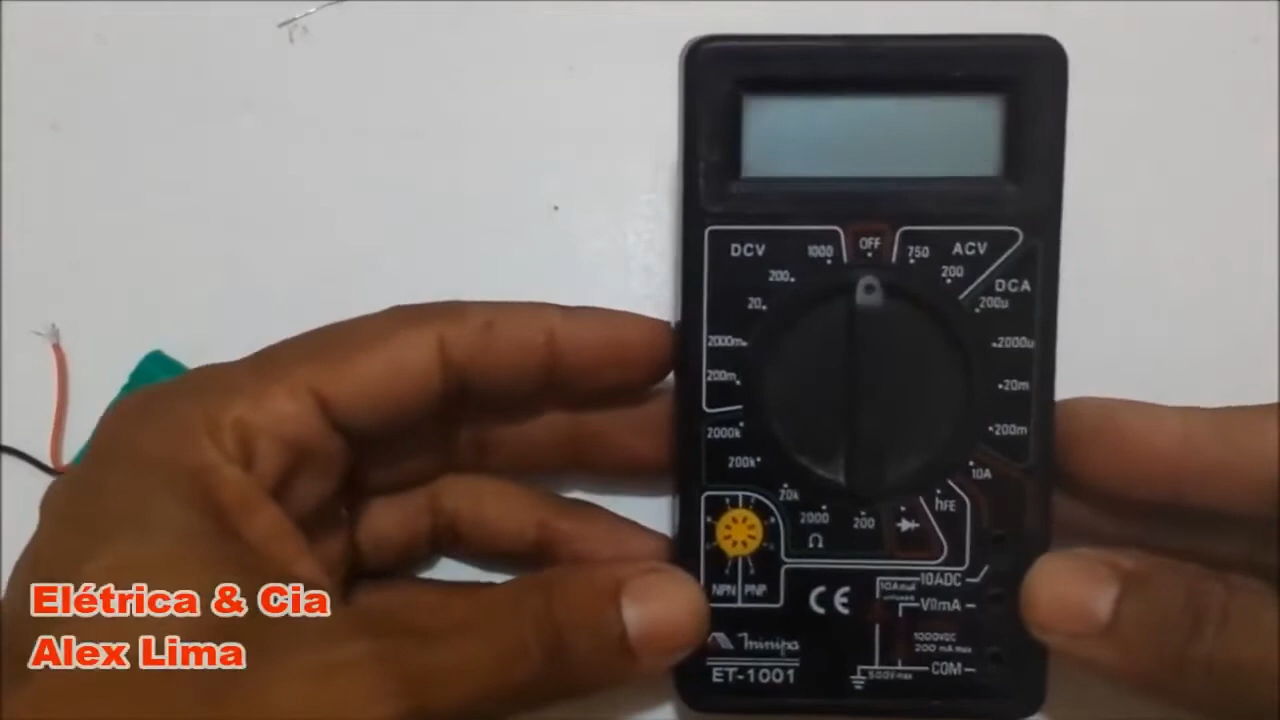 DCV
1000
OFF
750
ACV
200
200
DCA
20
200u
2000m
2000u
200m
20m
2000k
200m
200k
10A
20k
hFE
2000
200
Ω
NPN
PNP
CE
10ADC
VΩmA
1000VDC
200 mA max
COM
500V max
minipa
ET-1001
Elétrica & Cia
Alex Lima